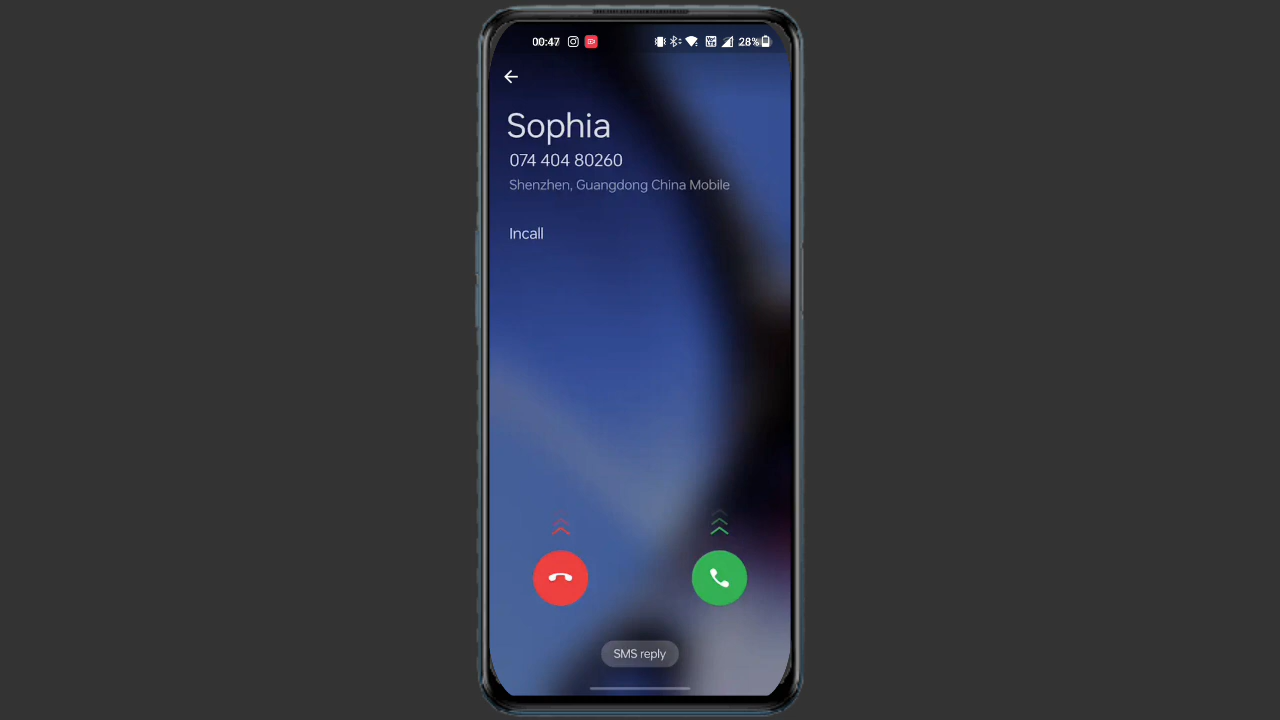 00:47 28%
Sophia
074 404 80260
Shenzhen, Guangdong China Mobile
Incall
SMS reply